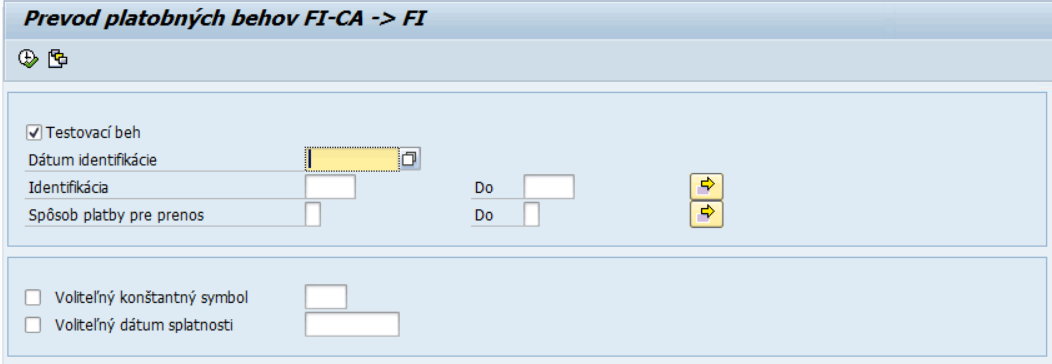 Prevod platobných behov FI-CA -> FI
Testovací beh
Dátum identifikácie
Identifikácia Do
Spôsob platby pre prenos Do
Voliteľný konštantný symbol
Voliteľný dátum splatnosti